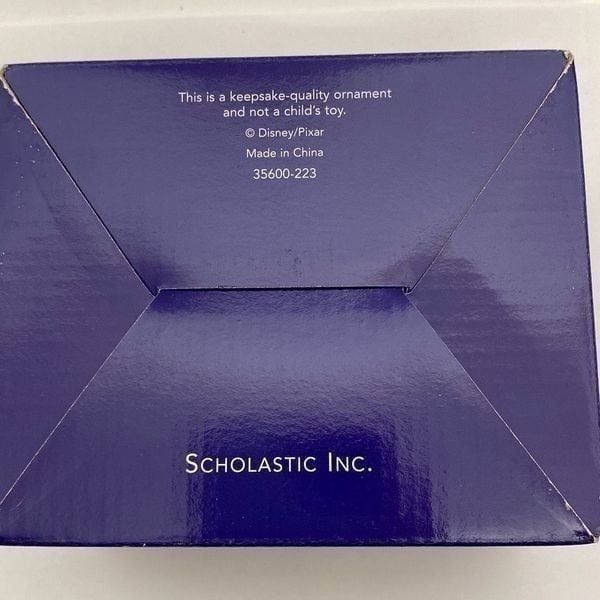 This is a keepsake-quality ornament
and not a child's toy.
© Disney/Pixar
Made in China
35600-223
SCHOLASTIC INC.